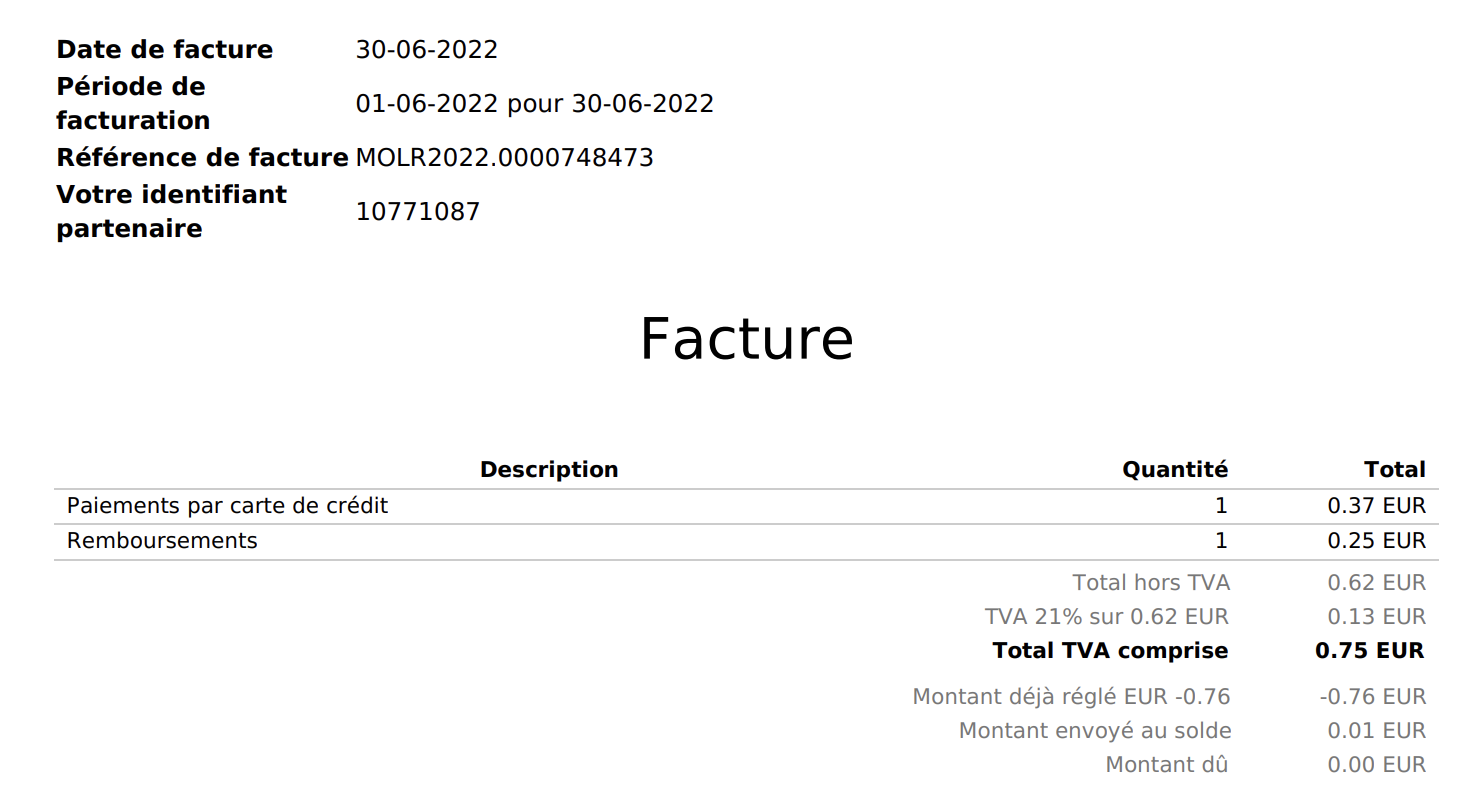 Date de facture 30-06-2022
Période de
facturation 01-06-2022 pour 30-06-2022
Référence de facture MOLR2022.0000748473
Votre identifiant
partenaire 10771087
Facture
Description Quantité Total
Paiements par carte de crédit 1 0.37 EUR
Remboursements 1 0.25 EUR
Total hors TVA 0.62 EUR
TVA 21% sur 0.62 EUR 0.13 EUR
Total TVA comprise 0.75 EUR
Montant déjà réglé EUR -0.76 -0.76 EUR
Montant envoyé au solde 0.01 EUR
Montant dû 0.00 EUR